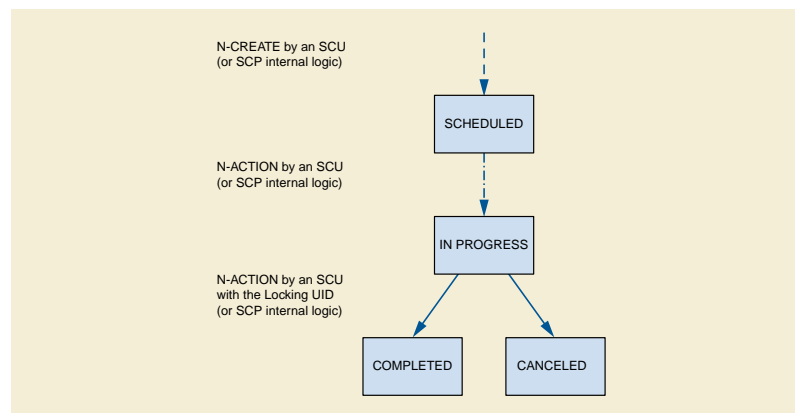 N-CREATE by an SCU
(or SCP internal logic)
SCHEDULED
N-ACTION by an SCU
(or SCP internal logic)
IN PROGRESS
N-ACTION by an SCU
with the Locking UID
(or SCP internal logic)
COMPLETED
CANCELED